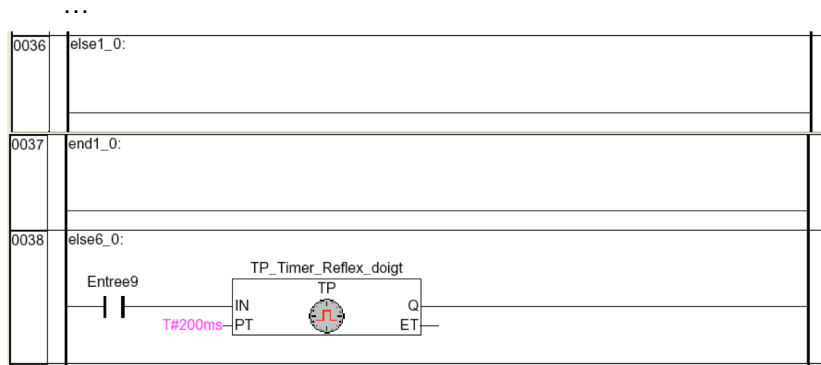 ...
0036 else1_0:
0037 end1_0:
0038 else6_0:
TP_Timer_Reflex_doigt
Entree9
TP
IN Q
T#200ms PT ET